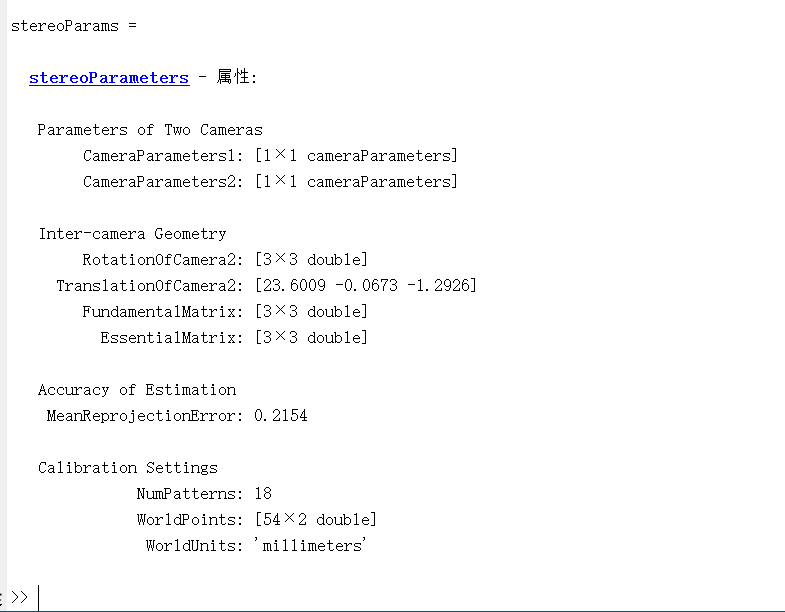 stereoParams =
stereoParameters - 属性:
Parameters of Two Cameras
CameraParameters1: [1×1 cameraParameters]
CameraParameters2: [1×1 cameraParameters]
Inter-camera Geometry
RotationOfCamera2: [3×3 double]
TranslationOfCamera2: [23.6009 -0.0673 -1.2926]
FundamentalMatrix: [3×3 double]
EssentialMatrix: [3×3 double]
Accuracy of Estimation
MeanReprojectionError: 0.2154
Calibration Settings
NumPatterns: 18
WorldPoints: [54×2 double]
WorldUnits: 'millimeters'
>>